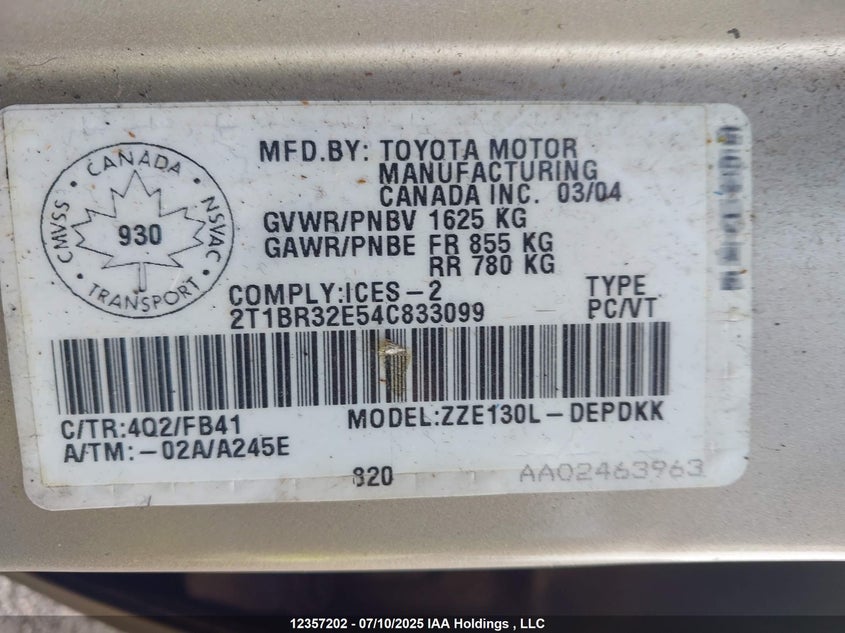 MFD.BY: TOYOTA MOTOR
MANUFACTURING
CANADA INC. 03/04
GVWR/PNBV 1625 KG
GAWR/PNBE FR 855 KG
RR 780 KG
CANADA
CMVSS
NSVAC
930
TRANSPORT
COMPLY:ICES-2
2T1BR32E54C833099
TYPE
PC/VT
C/TR:4Q2/FB41
MODEL:ZZE130L-DEPDKK
A/TM:-02A/A245E
820
AA02463963
12357202 - 07/10/2025 IAA Holdings , LLC